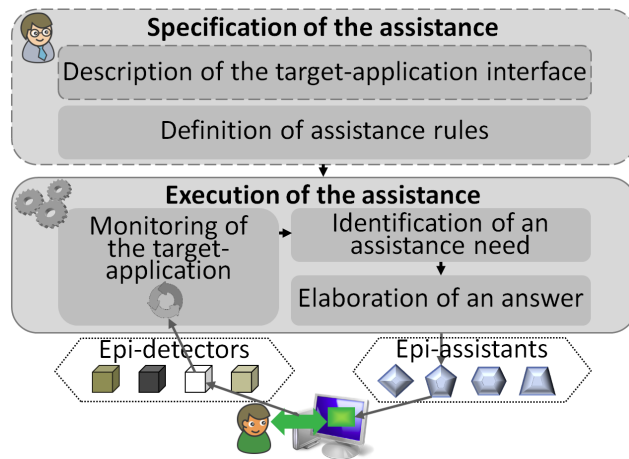 Specification of the assistance
Description of the target-application interface
Definition of assistance rules
Execution of the assistance
Monitoring of
the target-
application
Identification of an
assistance need
Elaboration of an answer
Epi-detectors
Epi-assistants